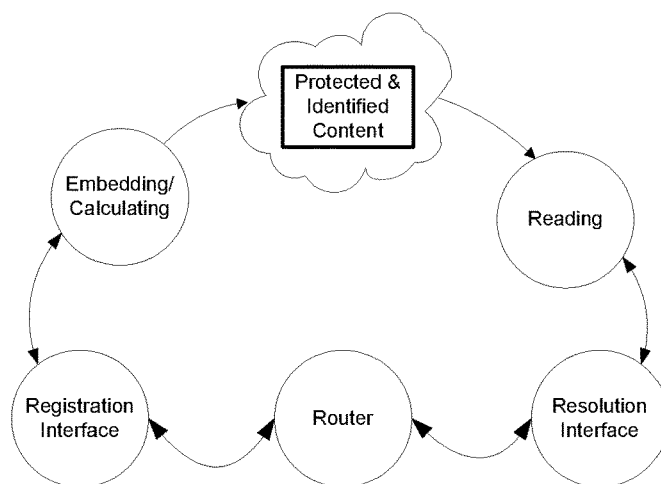 Protected &
Identified
Content
Embedding/
Calculating
Reading
Registration
Interface
Router
Resolution
Interface